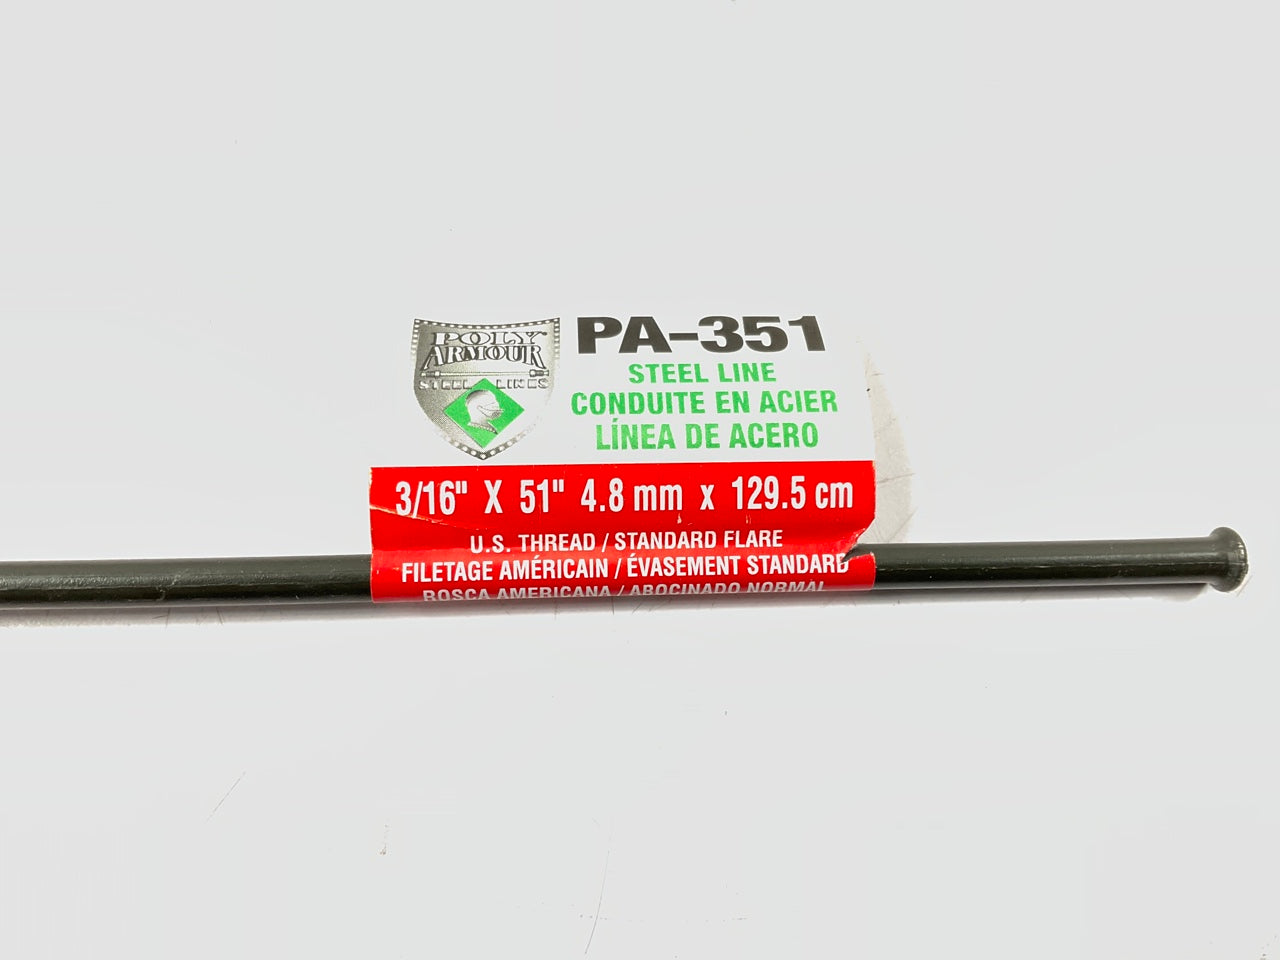 POLY
ARMOUR
STEEL LINES
PA-351
STEEL LINE
CONDUITE EN ACIER
LÍNEA DE ACERO
3/16" X 51" 4.8 mm x 129.5 cm
U.S. THREAD / STANDARD FLARE
FILETAGE AMÉRICAIN / ÉVASEMENT STANDARD
ROSCA AMERICANA / ABOCINADO NORMAL